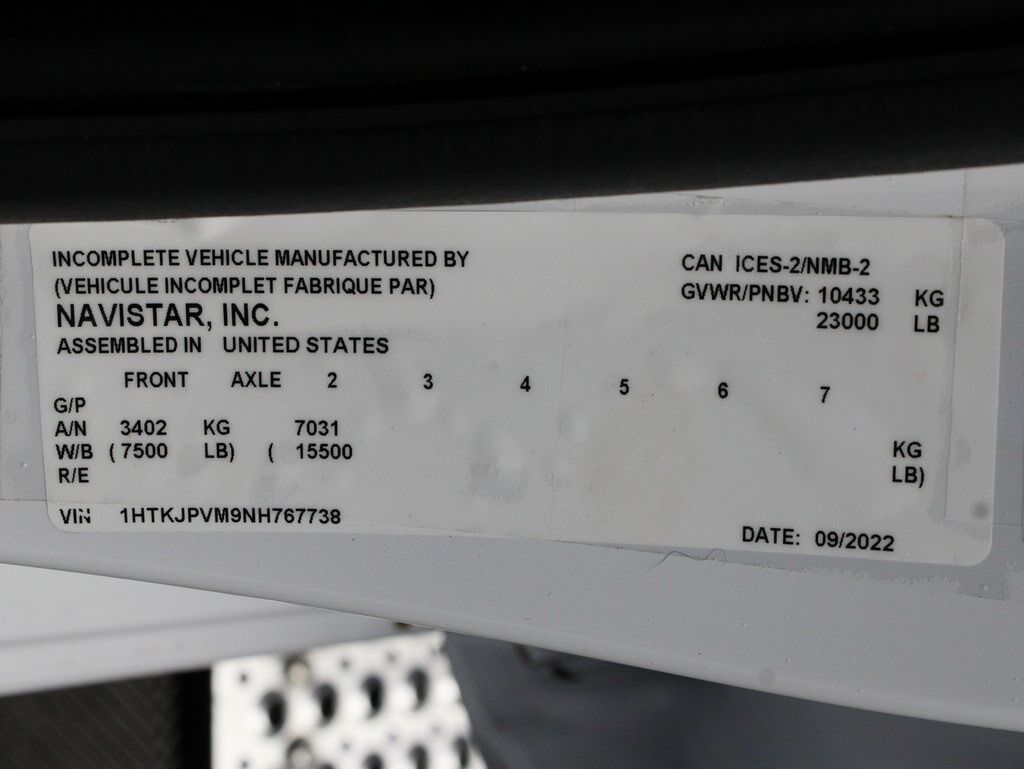 INCOMPLETE VEHICLE MANUFACTURED BY
(VEHICULE INCOMPLET FABRIQUE PAR)
NAVISTAR, INC.
ASSEMBLED IN UNITED STATES
CAN ICES-2/NMB-2
GVWR/PNBV: 10433 KG
23000 LB
FRONT AXLE 2 3 4 5 6 7
G/P
A/N 3402 KG 7031 KG
W/B ( 7500 LB) ( 15500 LB)
R/E
VIN 1HTKJPVM9NH767738
DATE: 09/2022